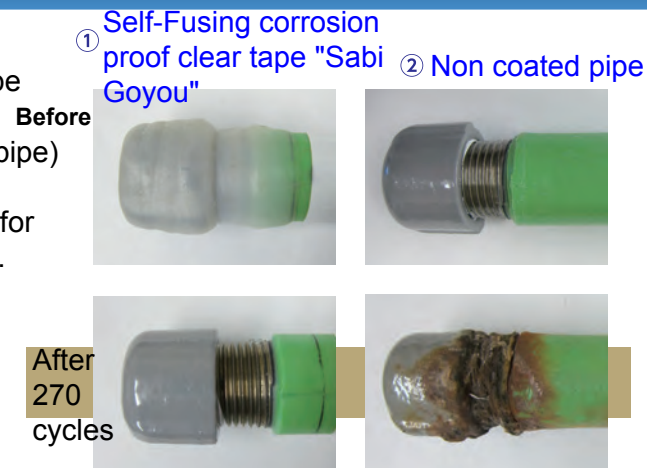 ① Self-Fusing corrosion
proof clear tape "Sabi
Goyou"
② Non coated pipe
Before
pipe)
for
After
270
cycles